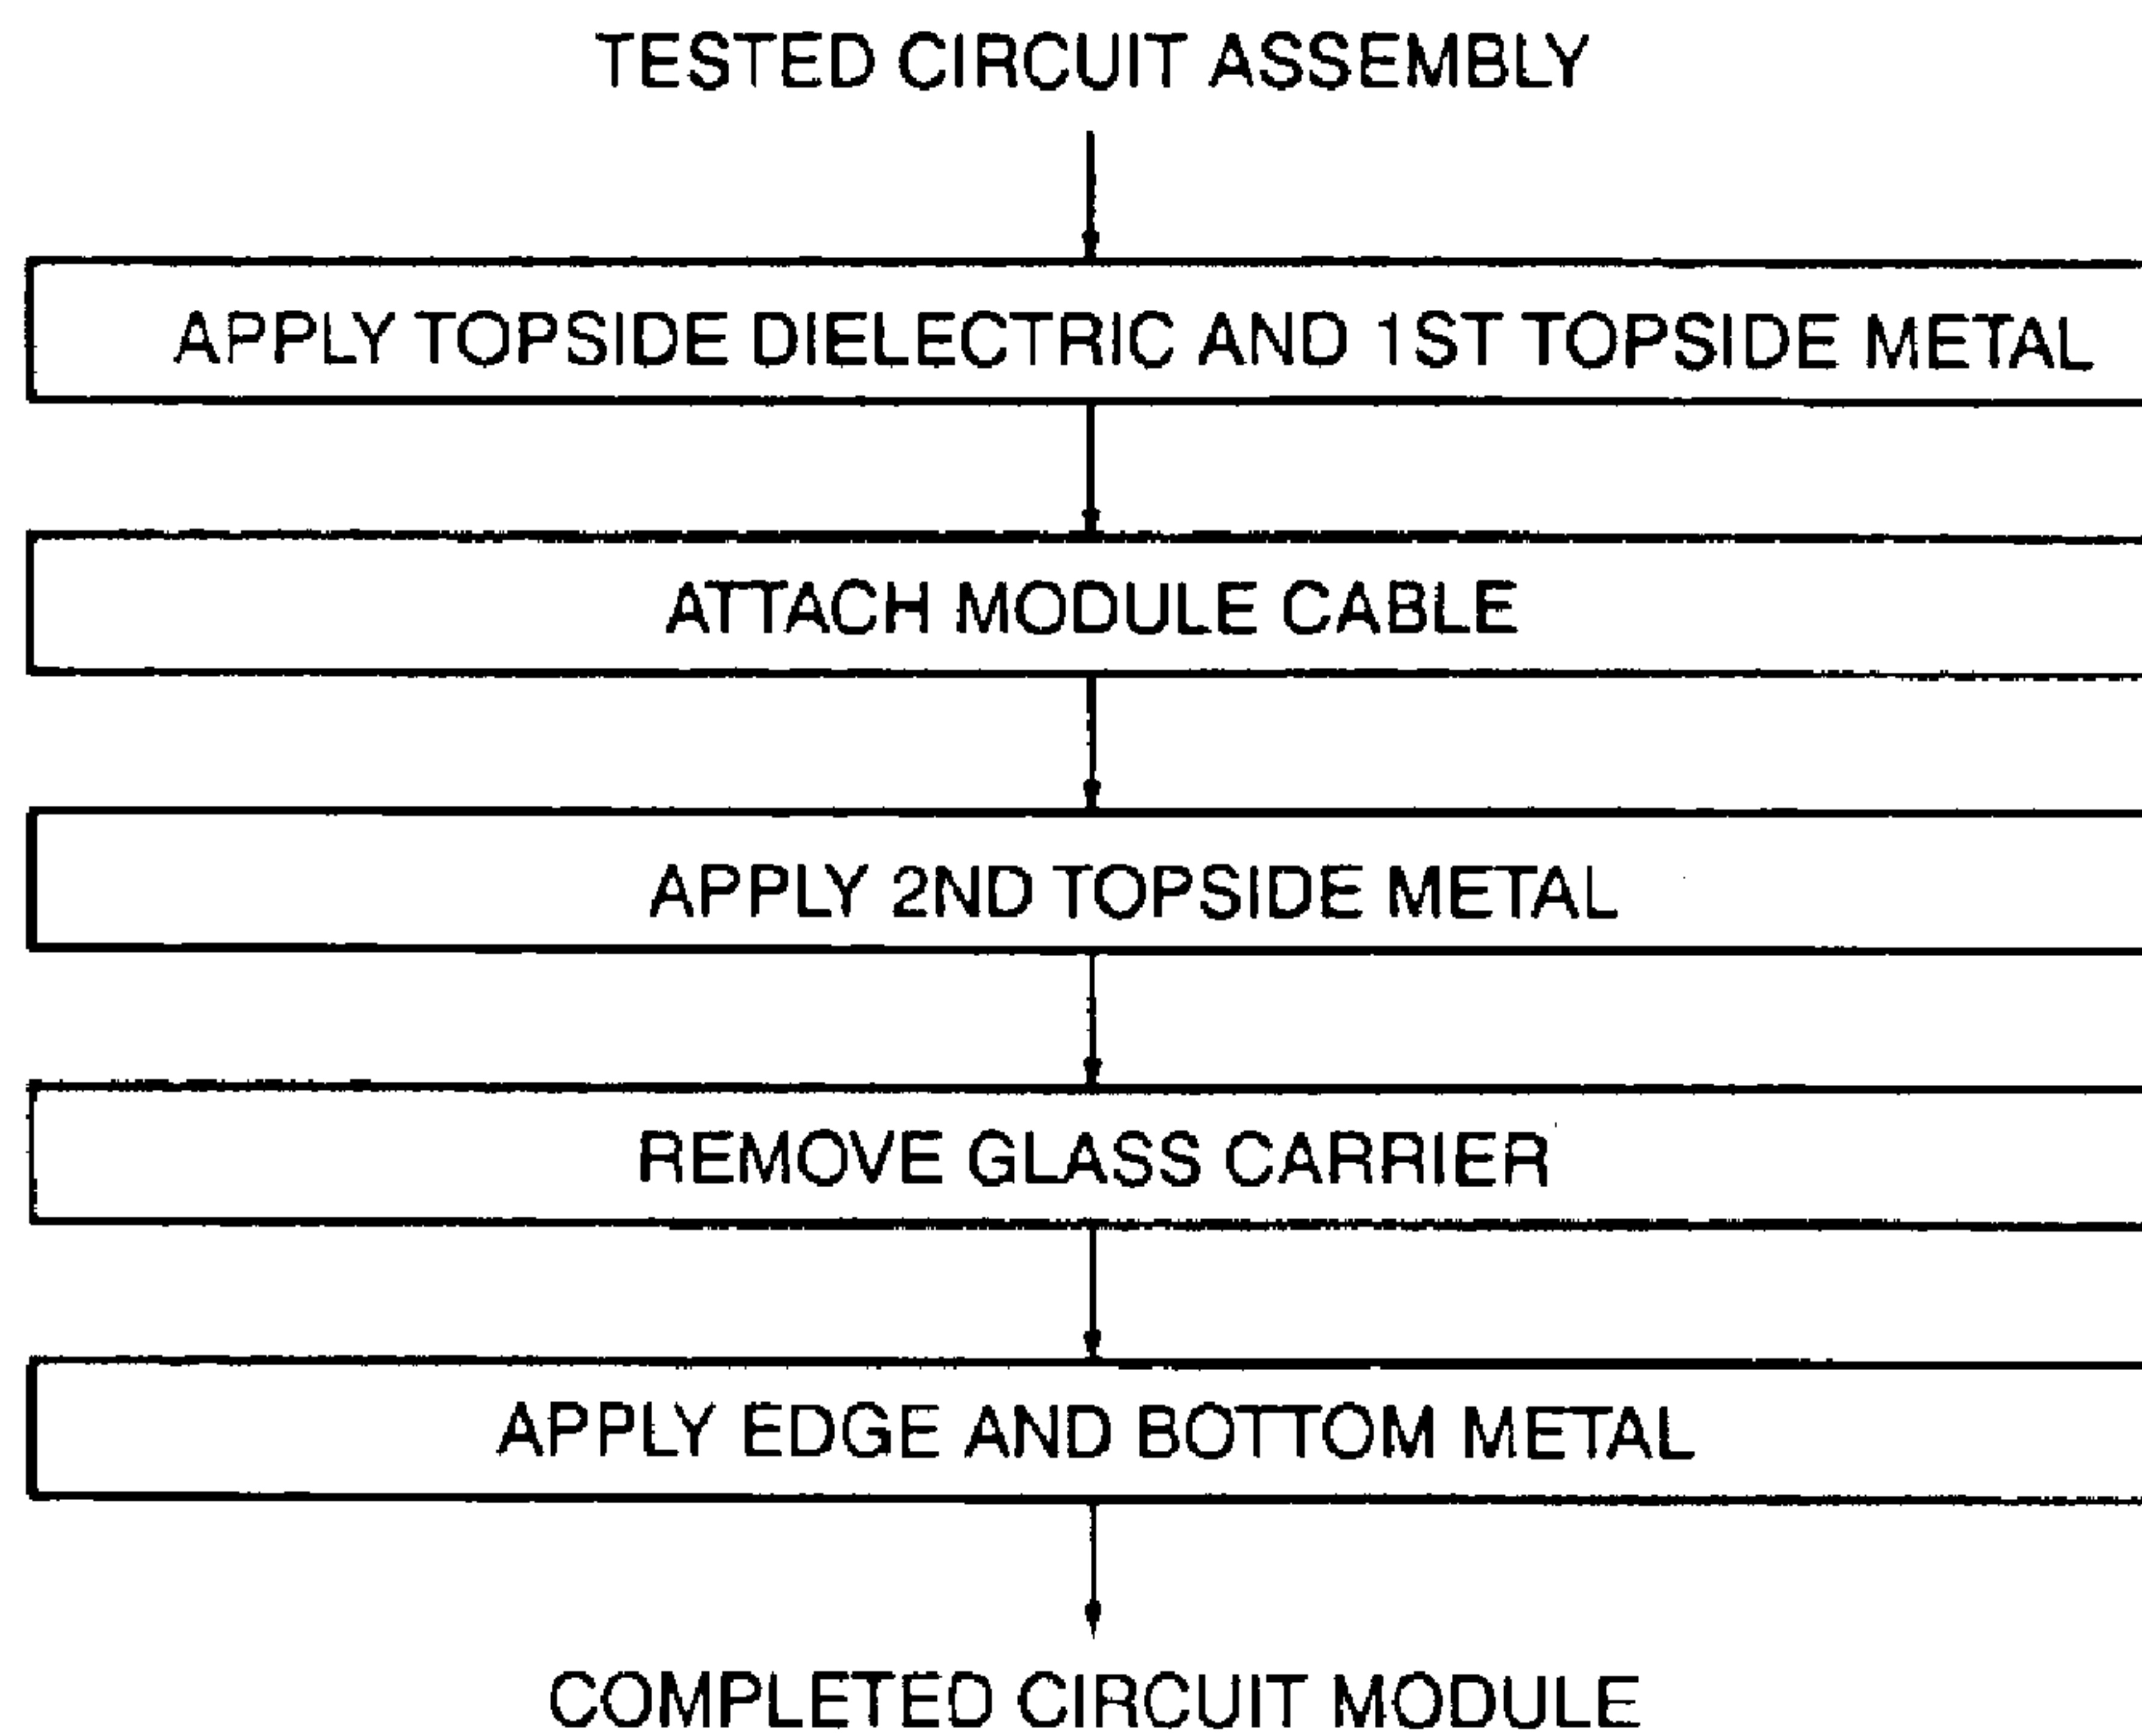 TESTED CIRCUIT ASSEMBLY
APPLY TOPSIDE DIELECTRIC AND 1ST TOPSIDE METAL
ATTACH MODULE CABLE
APPLY 2ND TOPSIDE METAL
REMOVE GLASS CARRIER
APPLY EDGE AND BOTTOM METAL
COMPLETED CIRCUIT MODULE